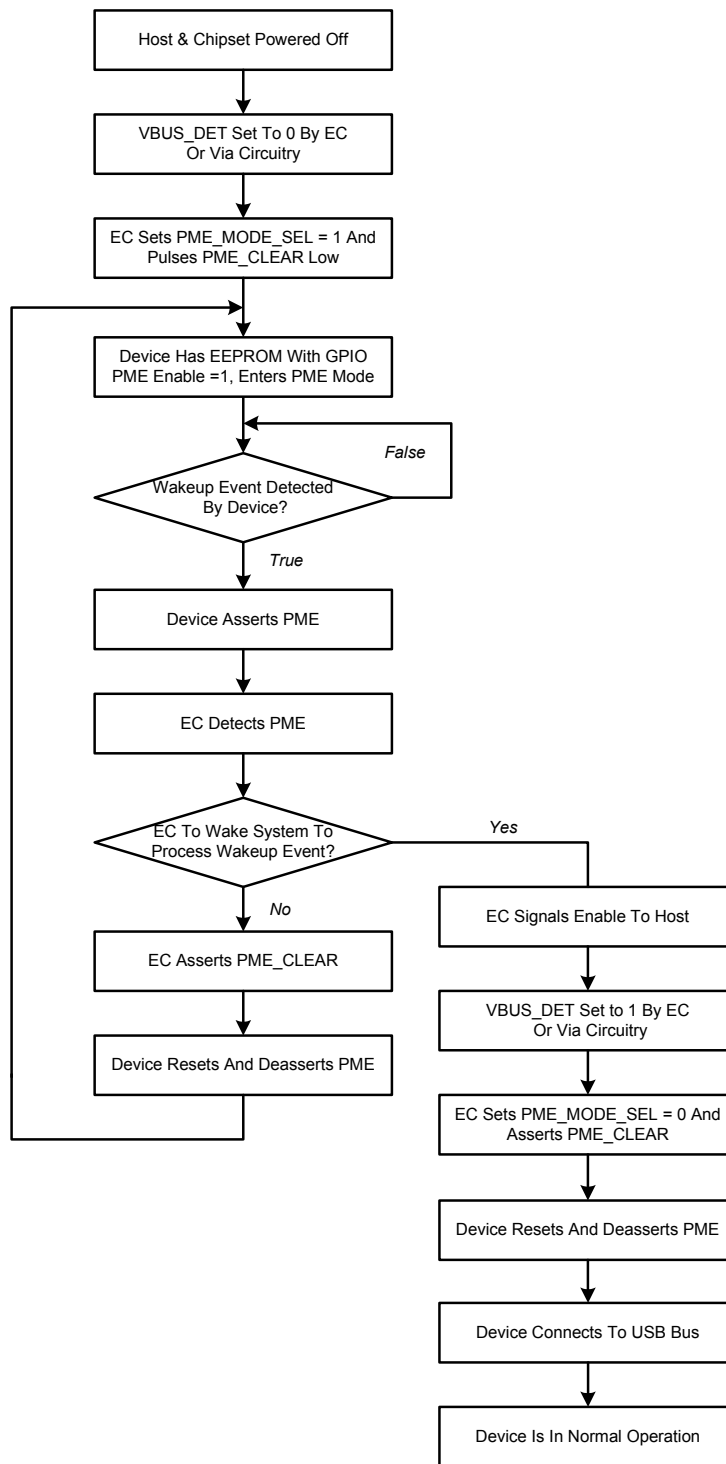 Host & Chipset Powered Off
VBUS_DET Set To 0 By EC
Or Via Circuitry
EC Sets PME_MODE_SEL = 1 And
Pulses PME_CLEAR Low
Device Has EEPROM With GPIO
PME Enable =1, Enters PME Mode
False
Wakeup Event Detected
By Device?
True
Device Asserts PME
EC Detects PME
EC To Wake System To
Process Wakeup Event?
Yes
No
EC Asserts PME_CLEAR
Device Resets And Deasserts PME
EC Signals Enable To Host
VBUS_DET Set to 1 By EC
Or Via Circuitry
EC Sets PME_MODE_SEL = 0 And
Asserts PME_CLEAR
Device Resets And Deasserts PME
Device Connects To USB Bus
Device Is In Normal Operation